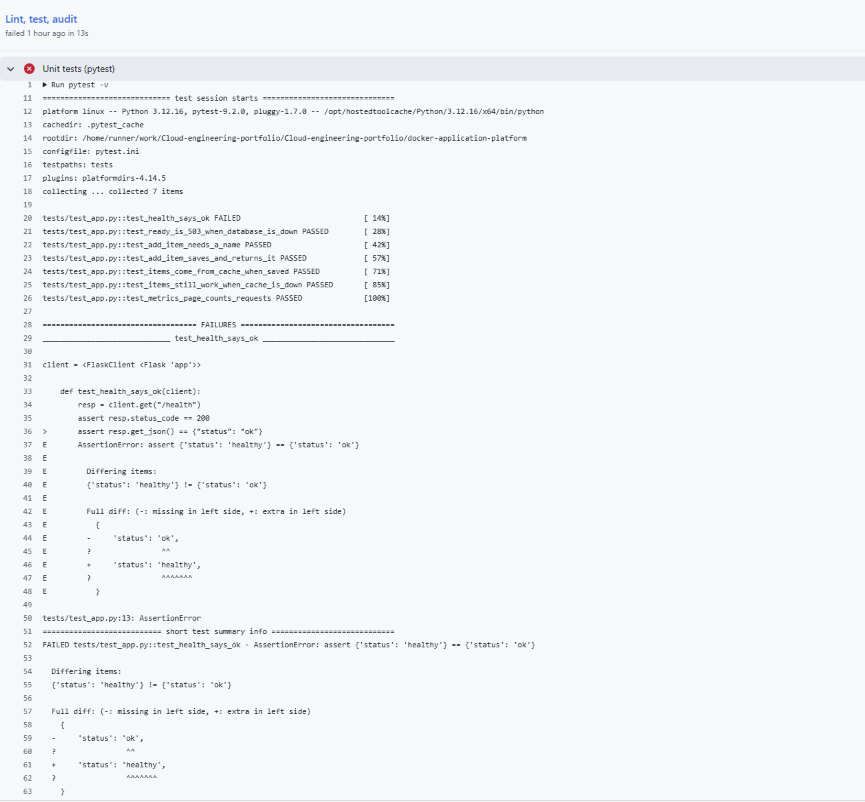 Lint, test, audit
failed 1 hour ago in 13s
Unit tests (pytest)
1 ▶ Run pytest -v
11 ============================= test session starts ==============================
12 platform linux -- Python 3.12.16, pytest-9.2.0, pluggy-1.7.0 -- /opt/hostedtoolcache/Python/3.12.16/x64/bin/python
13 cachedir: .pytest_cache
14 rootdir: /home/runner/work/Cloud-engineering-portfolio/Cloud-engineering-portfolio/docker-application-platform
15 configfile: pytest.ini
16 testpaths: tests
17 plugins: platformdirs-4.14.5
18 collecting ... collected 7 items
19
20 tests/test_app.py::test_health_says_ok FAILED [ 14%]
21 tests/test_app.py::test_ready_is_503_when_database_is_down PASSED [ 28%]
22 tests/test_app.py::test_add_item_needs_a_name PASSED [ 42%]
23 tests/test_app.py::test_add_item_saves_and_returns_it PASSED [ 57%]
24 tests/test_app.py::test_items_come_from_cache_when_saved PASSED [ 71%]
25 tests/test_app.py::test_items_still_work_when_cache_is_down PASSED [ 85%]
26 tests/test_app.py::test_metrics_page_counts_requests PASSED [100%]
27
28 =================================== FAILURES ===================================
29 _____________________________ test_health_says_ok ______________________________
30
31 client = <FlaskClient <Flask 'app'>>
32
33 def test_health_says_ok(client):
34 resp = client.get("/health")
35 assert resp.status_code == 200
36 > assert resp.get_json() == {"status": "ok"}
37 E AssertionError: assert {'status': 'healthy'} == {'status': 'ok'}
38 E
39 E Differing items:
40 E {'status': 'healthy'} != {'status': 'ok'}
41 E
42 E Full diff: (-: missing in left side, +: extra in left side)
43 E {
44 E - 'status': 'ok',
45 E ? ^^
46 E + 'status': 'healthy',
47 E ? ^^^^^^^
48 E }
49
50 tests/test_app.py:13: AssertionError
51 =========================== short test summary info ============================
52 FAILED tests/test_app.py::test_health_says_ok - AssertionError: assert {'status': 'healthy'} == {'status': 'ok'}
53
54 Differing items:
55 {'status': 'healthy'} != {'status': 'ok'}
56
57 Full diff: (-: missing in left side, +: extra in left side)
58 {
59 - 'status': 'ok',
60 ? ^^
61 + 'status': 'healthy',
62 ? ^^^^^^^
63 }